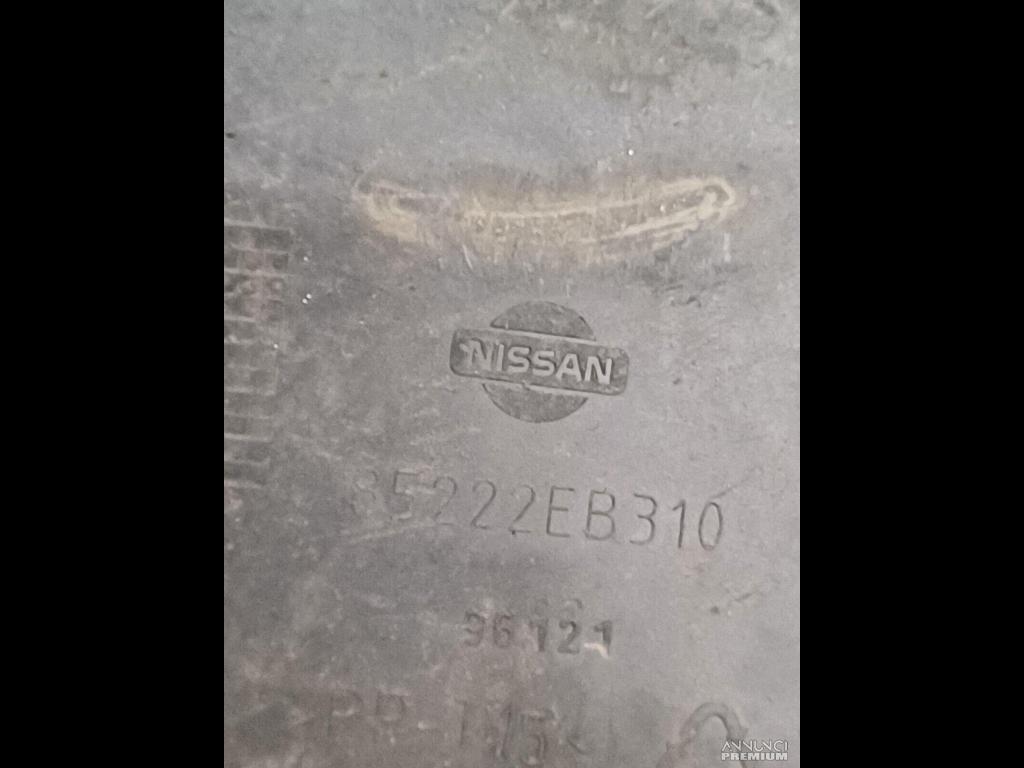 NISSAN
85222EB310
96121
ANNUNCI
PREMIUM